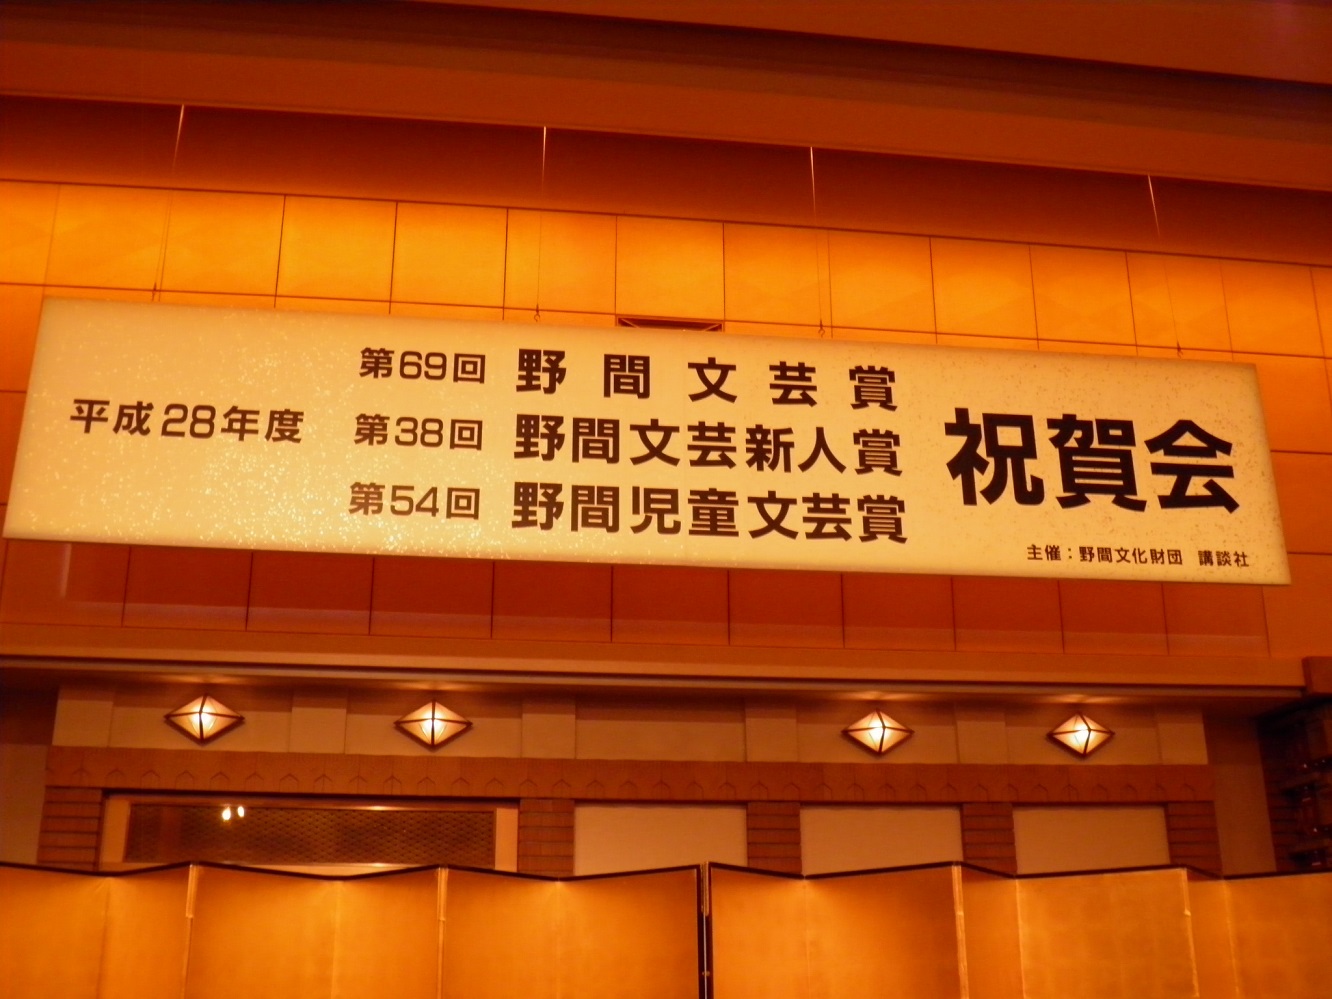 平成28年度
第69回 野間文芸賞
第38回 野間文芸新人賞
第54回 野間児童文芸賞
祝賀会
主催：野間文化財団 講談社